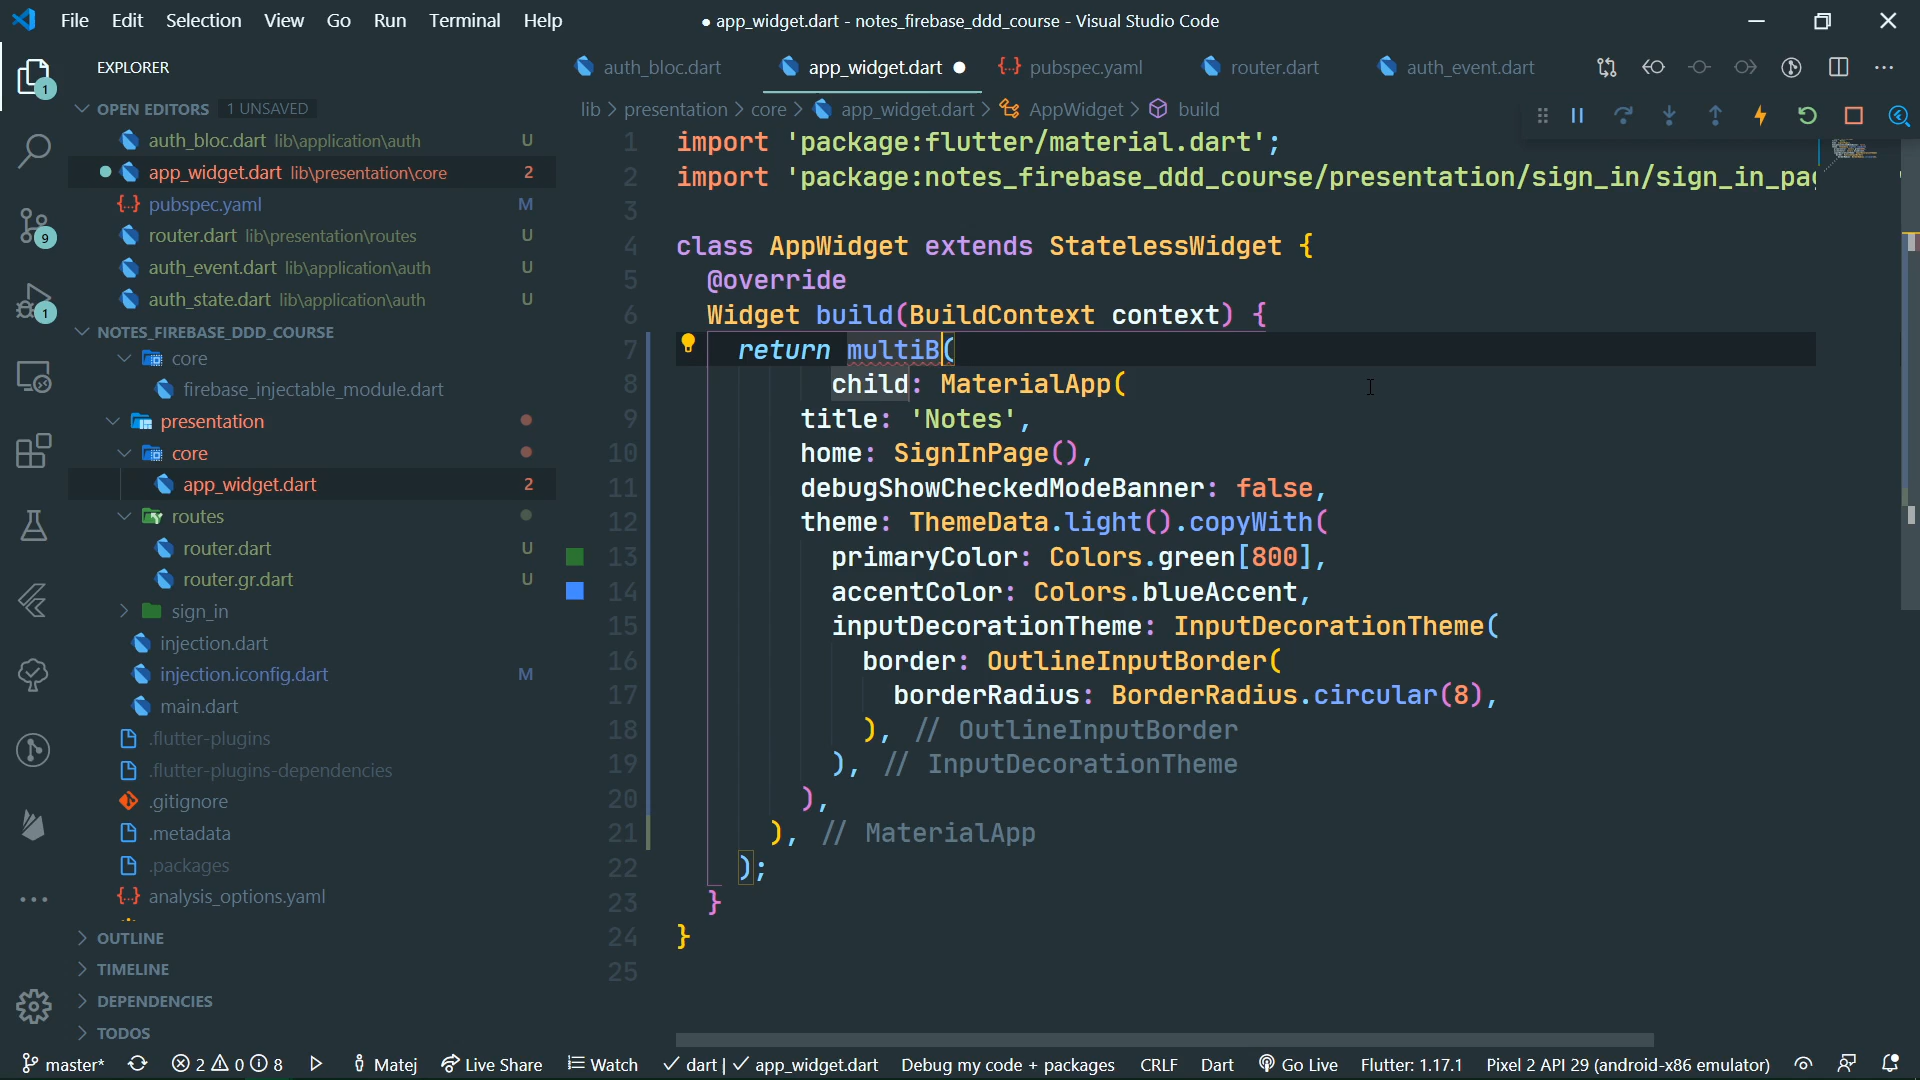 File Edit Selection View Go Run Terminal Help
● app_widget.dart - notes_firebase_ddd_course - Visual Studio Code
EXPLORER
OPEN EDITORS 1 UNSAVED
auth_bloc.dart lib\application\auth U
app_widget.dart lib\presentation\core 2
pubspec.yaml M
router.dart lib\presentation\routes U
auth_event.dart lib\application\auth U
auth_state.dart lib\application\auth U
NOTES_FIREBASE_DDD_COURSE
core
firebase_injectable_module.dart
presentation
core
app_widget.dart 2
routes
router.dart U
router.gr.dart U
sign_in
injection.dart
injection.iconfig.dart M
main.dart
.flutter-plugins
.flutter-plugins-dependencies
.gitignore
.metadata
.packages
analysis_options.yaml
OUTLINE
TIMELINE
DEPENDENCIES
TODOS
1
9
1
auth_bloc.dart app_widget.dart ● pubspec.yaml router.dart auth_event.dart
lib > presentation > core > app_widget.dart > AppWidget > build
1 import 'package:flutter/material.dart';
2 import 'package:notes_firebase_ddd_course/presentation/sign_in/sign_in_pa
3
4 class AppWidget extends StatelessWidget {
5 @override
6 Widget build(BuildContext context) {
7 return multiB(
8 child: MaterialApp(
9 title: 'Notes',
10 home: SignInPage(),
11 debugShowCheckedModeBanner: false,
12 theme: ThemeData.light().copyWith(
13 primaryColor: Colors.green[800],
14 accentColor: Colors.blueAccent,
15 inputDecorationTheme: InputDecorationTheme(
16 border: OutlineInputBorder(
17 borderRadius: BorderRadius.circular(8),
18 ), // OutlineInputBorder
19 ), // InputDecorationTheme
20 ),
21 ), // MaterialApp
22 );
23 }
24 }
25
master* 2 0 8 Matej Live Share Watch dart | app_widget.dart Debug my code + packages CRLF Dart Go Live Flutter: 1.17.1 Pixel 2 API 29 (android-x86 emulator)